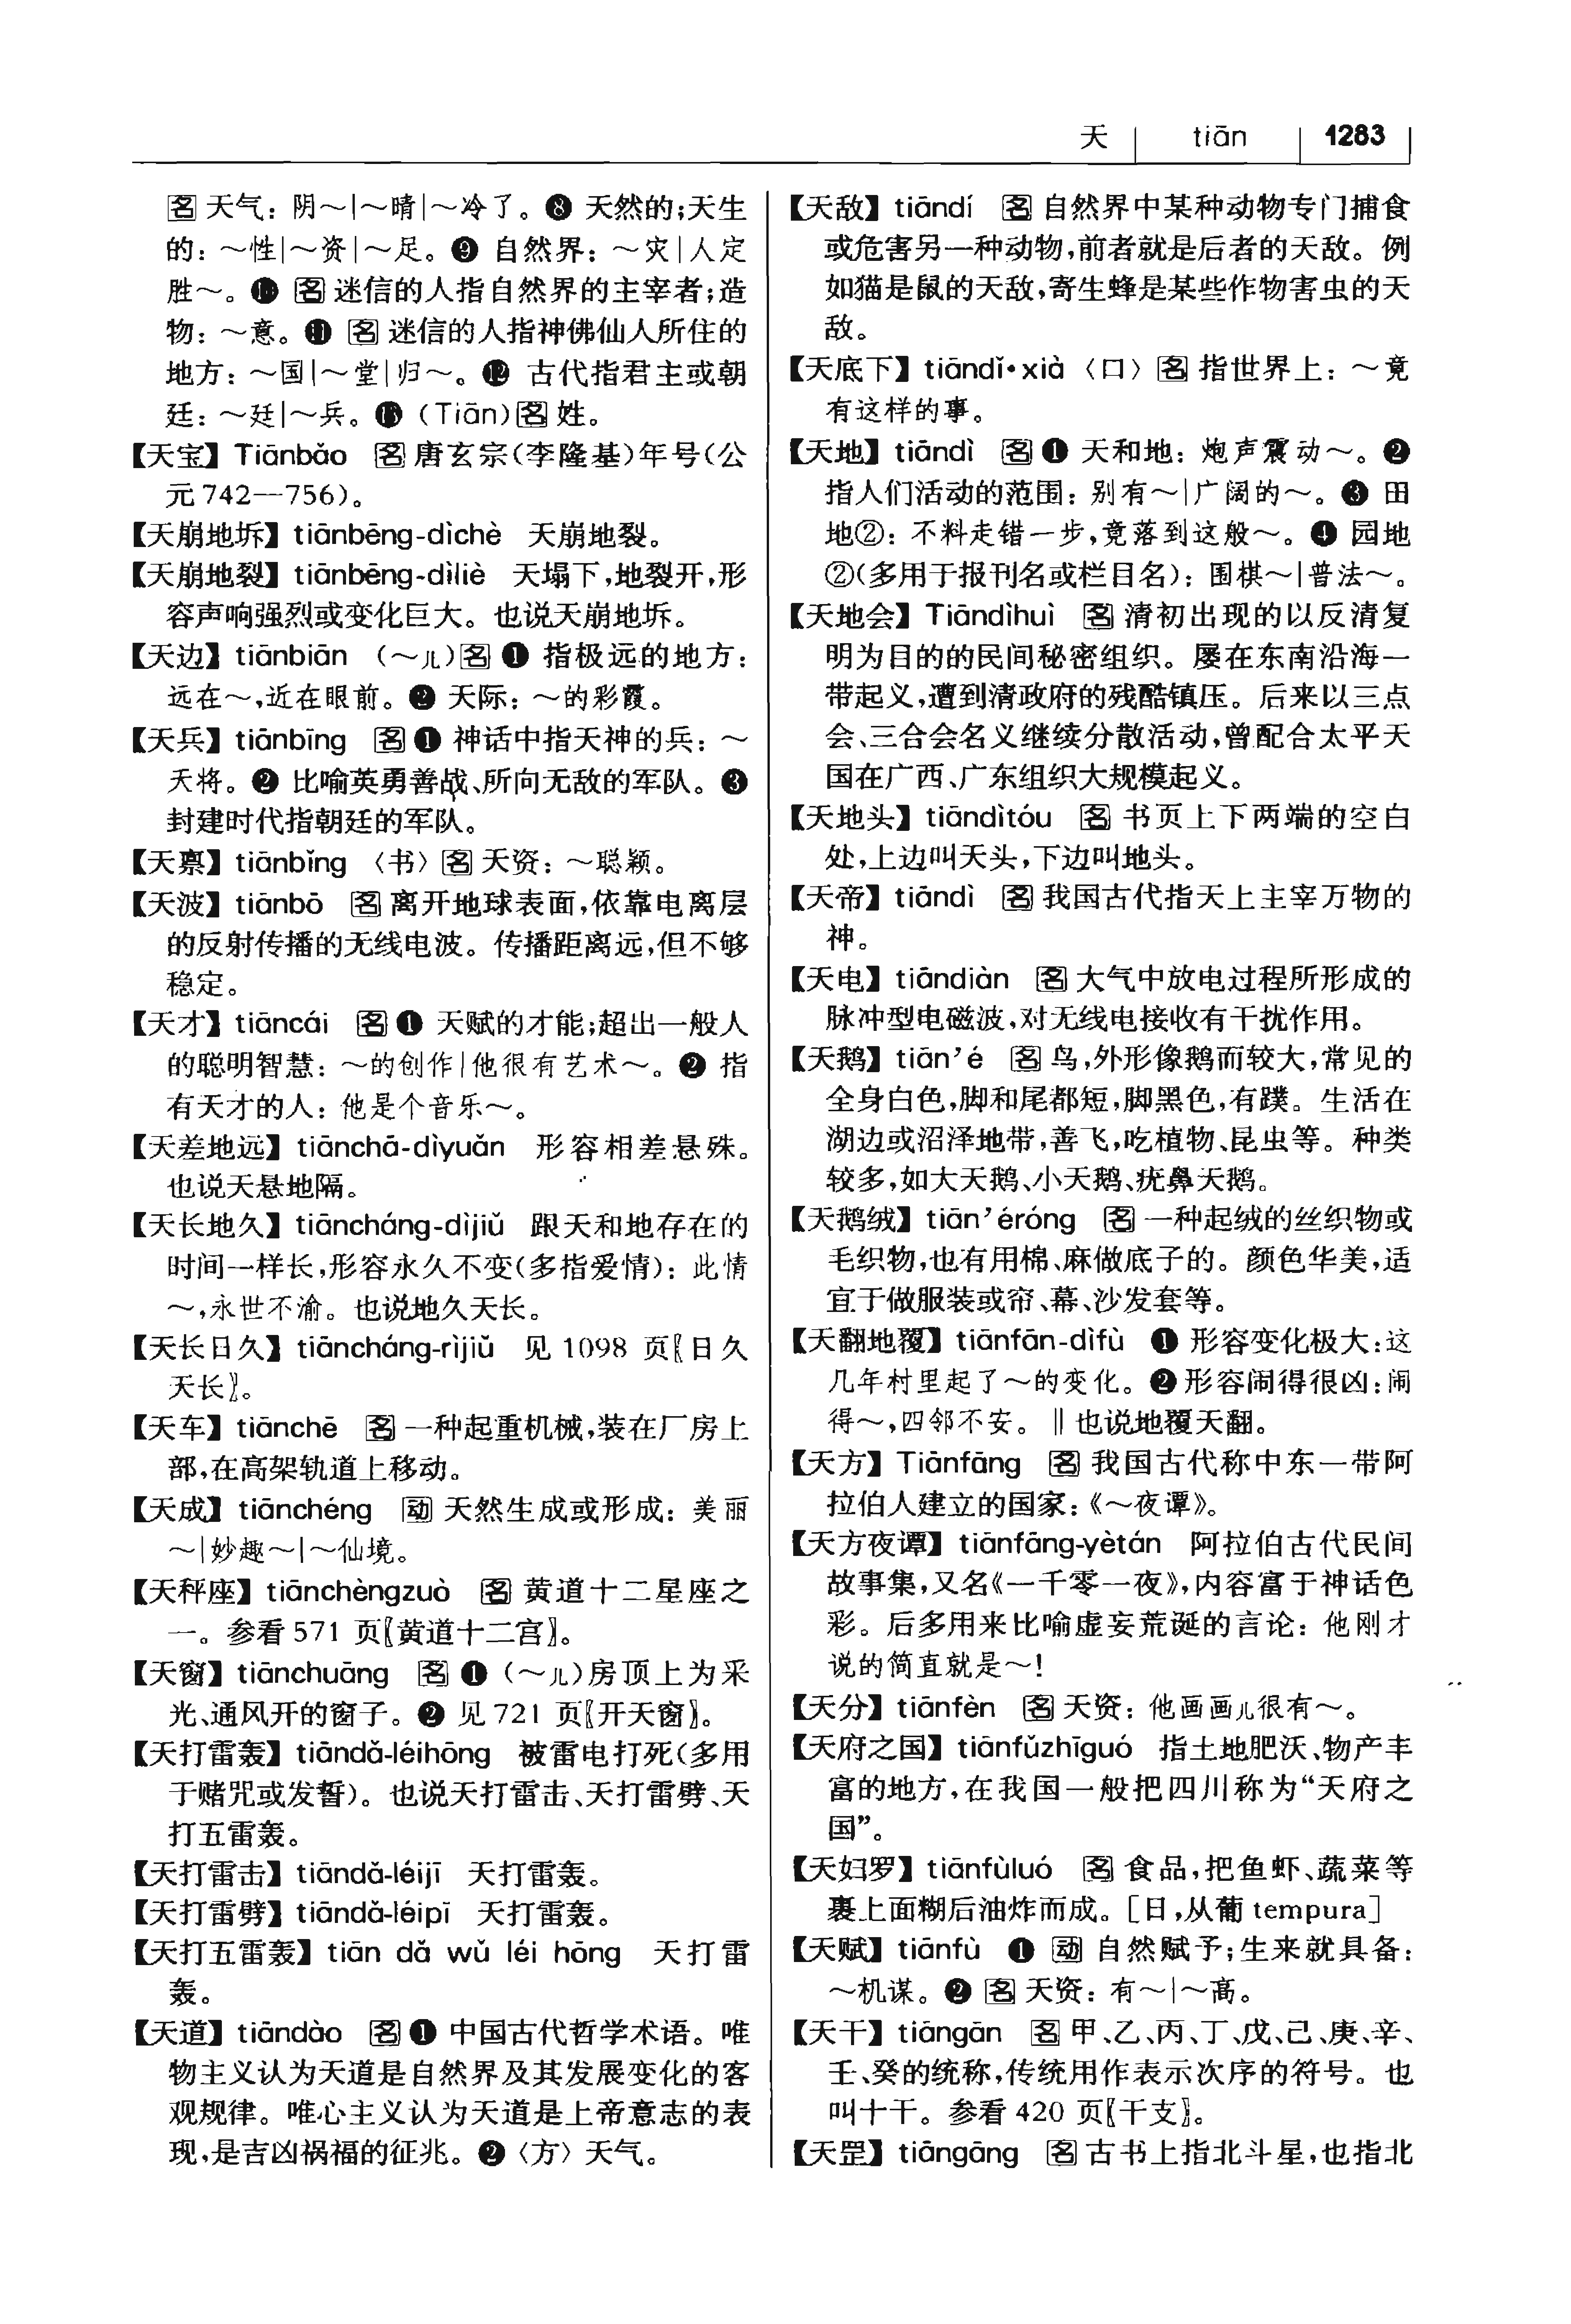 天 | tiān | 1283
名 天气：阴～|～晴|～冷了。❽ 天然的；天生
的：～性|～资|～足。❾ 自然界：～灾|人定
胜～。❿ 名 迷信的人指自然界的主宰者；造
物：～意。⓫ 名 迷信的人指神佛仙人所住的
地方：～国|～堂|归～。⓬ 古代指君主或朝
廷：～廷|～兵。⓭（Tiān）名 姓。
【天宝】Tiānbǎo 名 唐玄宗（李隆基）年号（公
元742—756）。
【天崩地坼】tiānbēng-dìchè 天崩地裂。
【天崩地裂】tiānbēng-dìliè 天塌下，地裂开，形
容声响强烈或变化巨大。也说天崩地坼。
【天边】tiānbiān （～儿）名 ❶ 指极远的地方：
远在～，近在眼前。❷ 天际：～的彩霞。
【天兵】tiānbīng 名 ❶ 神话中指天神的兵：～
天将。❷ 比喻英勇善战、所向无敌的军队。❸
封建时代指朝廷的军队。
【天禀】tiānbǐng 〈书〉名 天资：～聪颖。
【天波】tiānbō 名 离开地球表面，依靠电离层
的反射传播的无线电波。传播距离远，但不够
稳定。
【天才】tiāncái 名 ❶ 天赋的才能；超出一般人
的聪明智慧：～的创作|他很有艺术～。❷ 指
有天才的人：他是个音乐～。
【天差地远】tiānchā-dìyuǎn 形容相差悬殊。
也说天悬地隔。
【天长地久】tiāncháng-dìjiǔ 跟天和地存在的
时间一样长，形容永久不变（多指爱情）：此情
～，永世不渝。也说地久天长。
【天长日久】tiāncháng-rìjiǔ 见1098 页〖日久
天长〗。
【天车】tiānchē 名 一种起重机械，装在厂房上
部，在高架轨道上移动。
【天成】tiānchéng 动 天然生成或形成：美丽
～|妙趣～|～仙境。
【天秤座】tiānchèngzuò 名 黄道十二星座之
一。参看571 页〖黄道十二宫〗。
【天窗】tiānchuāng 名 ❶（～儿）房顶上为采
光、通风开的窗子。❷ 见721 页〖开天窗〗。
【天打雷轰】tiāndǎ-léihōng 被雷电打死（多用
于赌咒或发誓）。也说天打雷击、天打雷劈、天
打五雷轰。
【天打雷击】tiāndǎ-léijī 天打雷轰。
【天打雷劈】tiāndǎ-léipī 天打雷轰。
【天打五雷轰】tiān dǎ wǔ léi hōng 天打雷
轰。
【天道】tiāndào 名 ❶ 中国古代哲学术语。唯
物主义认为天道是自然界及其发展变化的客
观规律。唯心主义认为天道是上帝意志的表
现，是吉凶祸福的征兆。❷〈方〉天气。
【天敌】tiāndí 名 自然界中某种动物专门捕食
或危害另一种动物，前者就是后者的天敌。例
如猫是鼠的天敌，寄生蜂是某些作物害虫的天
敌。
【天底下】tiāndǐ•xià〈口〉名 指世界上：～竟
有这样的事。
【天地】tiāndì 名 ❶ 天和地：炮声震动～。❷
指人们活动的范围：别有～|广阔的～。❸ 田
地②：不料走错一步，竟落到这般～。❹ 园地
②（多用于报刊名或栏目名）：围棋～|普法～。
【天地会】Tiāndìhuì 名 清初出现的以反清复
明为目的的民间秘密组织。屡在东南沿海一
带起义，遭到清政府的残酷镇压。后来以三点
会、三合会名义继续分散活动，曾配合太平天
国在广西、广东组织大规模起义。
【天地头】tiāndìtóu 名 书页上下两端的空白
处，上边叫天头，下边叫地头。
【天帝】tiāndì 名 我国古代指天上主宰万物的
神。
【天电】tiāndiàn 名 大气中放电过程所形成的
脉冲型电磁波，对无线电接收有干扰作用。
【天鹅】tiān’é 名 鸟，外形像鹅而较大，常见的
全身白色，脚和尾都短，脚黑色，有蹼。生活在
湖边或沼泽地带，善飞，吃植物、昆虫等。种类
较多，如大天鹅、小天鹅、疣鼻天鹅。
【天鹅绒】tiān’éróng 名 一种起绒的丝织物或
毛织物，也有用棉、麻做底子的。颜色华美，适
宜于做服装或帘、幕、沙发套等。
【天翻地覆】tiānfān-dìfù ❶ 形容变化极大：这
几年村里起了～的变化。❷形容闹得很凶：闹
得～，四邻不安。‖也说地覆天翻。
【天方】Tiānfāng 名 我国古代称中东一带阿
拉伯人建立的国家：《～夜谭》。
【天方夜谭】tiānfāng-yètán 阿拉伯古代民间
故事集，又名《一千零一夜》，内容富于神话色
彩。后多用来比喻虚妄荒诞的言论：他刚才
说的简直就是～！
【天分】tiānfèn 名 天资：他画画儿很有～。
【天府之国】tiānfǔzhīguó 指土地肥沃、物产丰
富的地方，在我国一般把四川称为“天府之
国”。
【天妇罗】tiānfùluó 名 食品，把鱼虾、蔬菜等
裹上面糊后油炸而成。［日，从葡 tempura］
【天赋】tiānfù ❶ 动 自然赋予；生来就具备：
～机谋。❷ 名 天资：有～|～高。
【天干】tiāngān 名 甲、乙、丙、丁、戊、己、庚、辛、
壬、癸的统称，传统用作表示次序的符号。也
叫十干。参看420 页〖干支〗。
【天罡】tiāngāng 名 古书上指北斗星，也指北